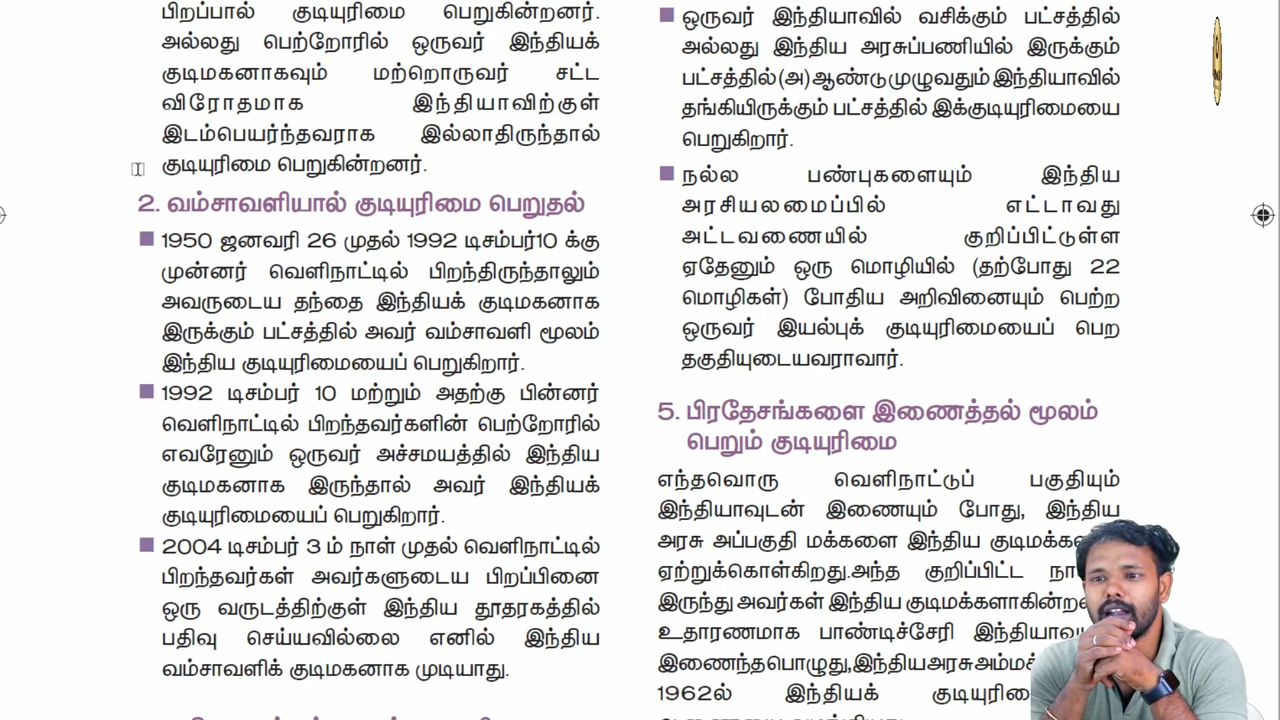 பிறப்பால் குடியுரிமை பெறுகின்றனர்.
அல்லது பெற்றோரில் ஒருவர் இந்தியக்
குடிமகனாகவும் மற்றொருவர் சட்ட
விரோதமாக இந்தியாவிற்குள்
இடம்பெயர்ந்தவராக இல்லாதிருந்தால்
குடியுரிமை பெறுகின்றனர்.
2. வம்சாவளியால் குடியுரிமை பெறுதல்
■ 1950 ஜனவரி 26 முதல் 1992 டிசம்பர்10 க்கு
முன்னர் வெளிநாட்டில் பிறந்திருந்தாலும்
அவருடைய தந்தை இந்தியக் குடிமகனாக
இருக்கும் பட்சத்தில் அவர் வம்சாவளி மூலம்
இந்திய குடியுரிமையைப் பெறுகிறார்.
■ 1992 டிசம்பர் 10 மற்றும் அதற்கு பின்னர்
வெளிநாட்டில் பிறந்தவர்களின் பெற்றோரில்
எவரேனும் ஒருவர் அச்சமயத்தில் இந்திய
குடிமகனாக இருந்தால் அவர் இந்தியக்
குடியுரிமையைப் பெறுகிறார்.
■ 2004 டிசம்பர் 3 ம் நாள் முதல் வெளிநாட்டில்
பிறந்தவர்கள் அவர்களுடைய பிறப்பினை
ஒரு வருடத்திற்குள் இந்திய தூதரகத்தில்
பதிவு செய்யவில்லை எனில் இந்திய
வம்சாவளிக் குடிமகனாக முடியாது.
■ ஒருவர் இந்தியாவில் வசிக்கும் பட்சத்தில்
அல்லது இந்திய அரசுப்பணியில் இருக்கும்
பட்சத்தில் (அ) ஆண்டு முழுவதும் இந்தியாவில்
தங்கியிருக்கும் பட்சத்தில் இக்குடியுரிமையை
பெறுகிறார்.
■ நல்ல பண்புகளையும் இந்திய
அரசியலமைப்பில் எட்டாவது
அட்டவணையில் குறிப்பிட்டுள்ள
ஏதேனும் ஒரு மொழியில் (தற்போது 22
மொழிகள்) போதிய அறிவினையும் பெற்ற
ஒருவர் இயல்புக் குடியுரிமையைப் பெற
தகுதியுடையவராவார்.
5. பிரதேசங்களை இணைத்தல் மூலம்
பெறும் குடியுரிமை
எந்தவொரு வெளிநாட்டுப் பகுதியும்
இந்தியாவுடன் இணையும் போது, இந்திய
அரசு அப்பகுதி மக்களை இந்திய
ஏற்றுக்கொள்கிறது.அந்த குறிப்பிட்ட
இருந்து அவர்கள் இந்திய
உதாரணமாக பாண்டிச்சேரி
இணைந்தபொழுது,இந்தியஅரசு
1962ல் இந்தியக்